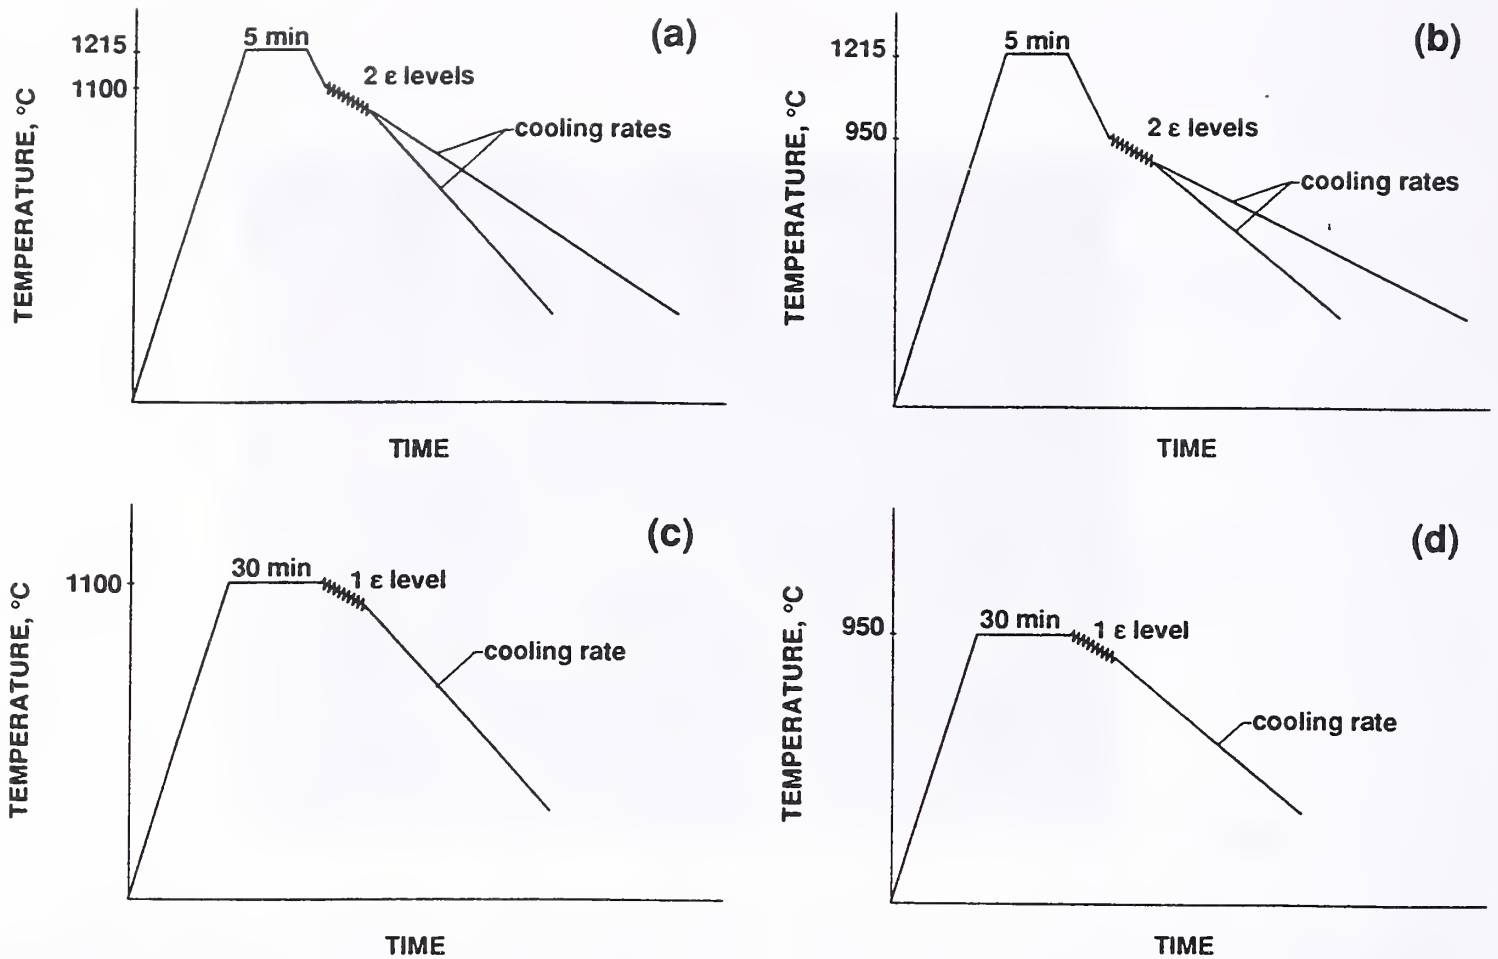 (a)
1215
5 min
1100
2 ε levels
cooling rates
TEMPERATURE, °C
TIME
(b)
1215
5 min
950
2 ε levels
cooling rates
TEMPERATURE, °C
TIME
(c)
1100
30 min
1 ε level
cooling rate
TEMPERATURE, °C
TIME
(d)
950
30 min
1 ε level
cooling rate
TEMPERATURE, °C
TIME